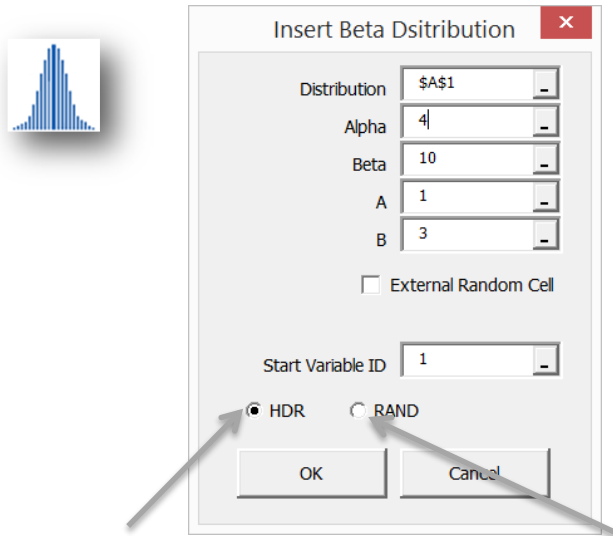 Insert Beta Dsitribution x
Distribution $A$1
Alpha 4
Beta 10
A 1
B 3
External Random Cell
Start Variable ID 1
HDR RAND
OK Cancel